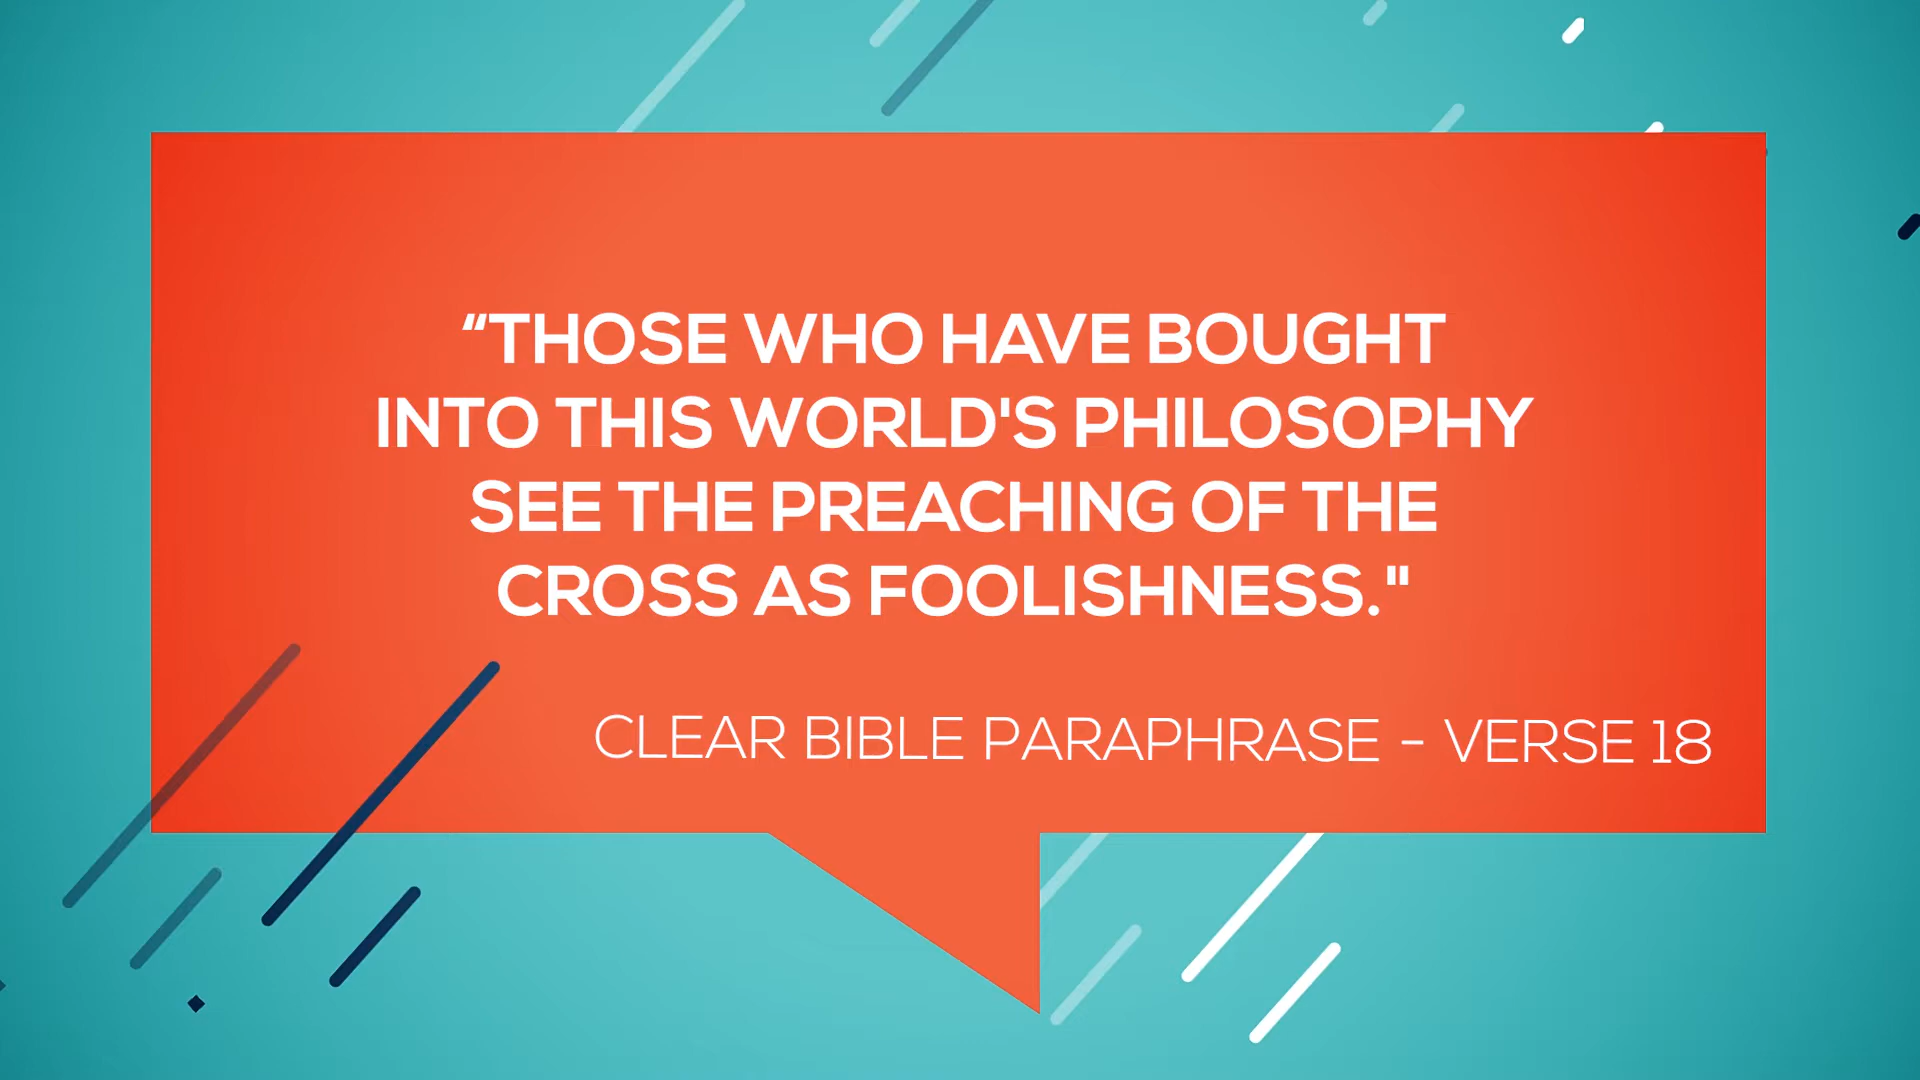 “THOSE WHO HAVE BOUGHT
INTO THIS WORLD'S PHILOSOPHY
SEE THE PREACHING OF THE
CROSS AS FOOLISHNESS."
CLEAR BIBLE PARAPHRASE - VERSE 18